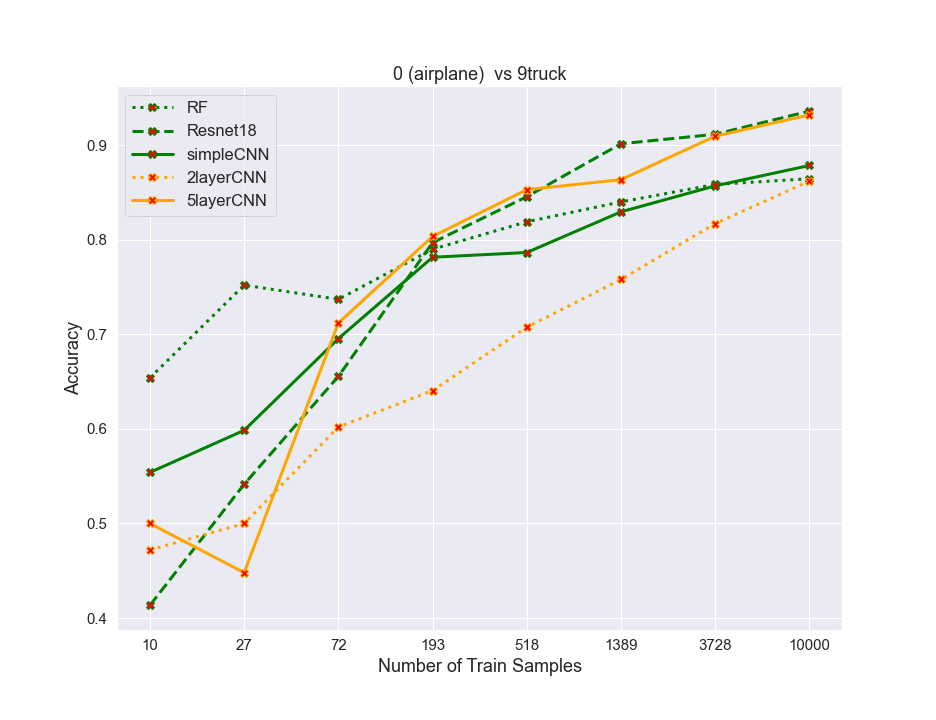 0 (airplane)  vs 9truck
RF
Resnet18
simpleCNN
2layerCNN
5layerCNN
Accuracy
0.9
0.8
0.7
0.6
0.5
0.4
10 27 72 193 518 1389 3728 10000
Number of Train Samples